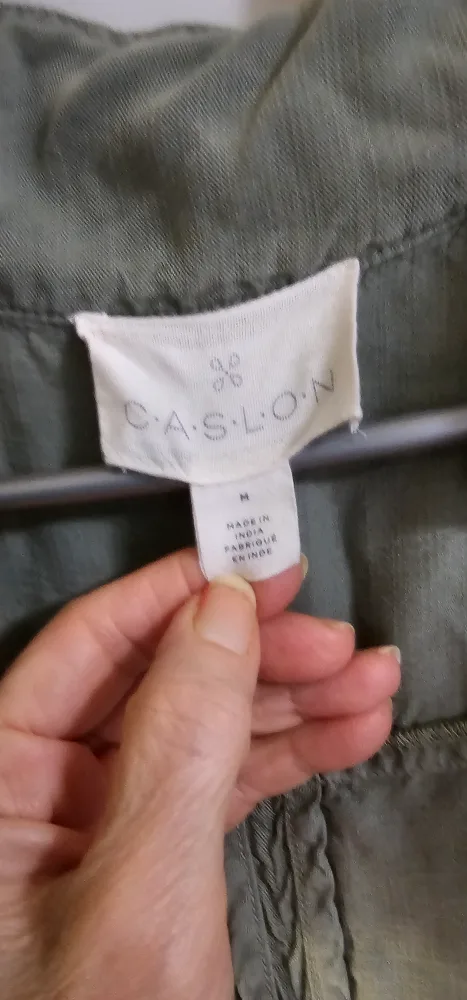 C·A·S·L·O·N
M
MADE IN
INDIA
FABRIQUÉ
EN INDE